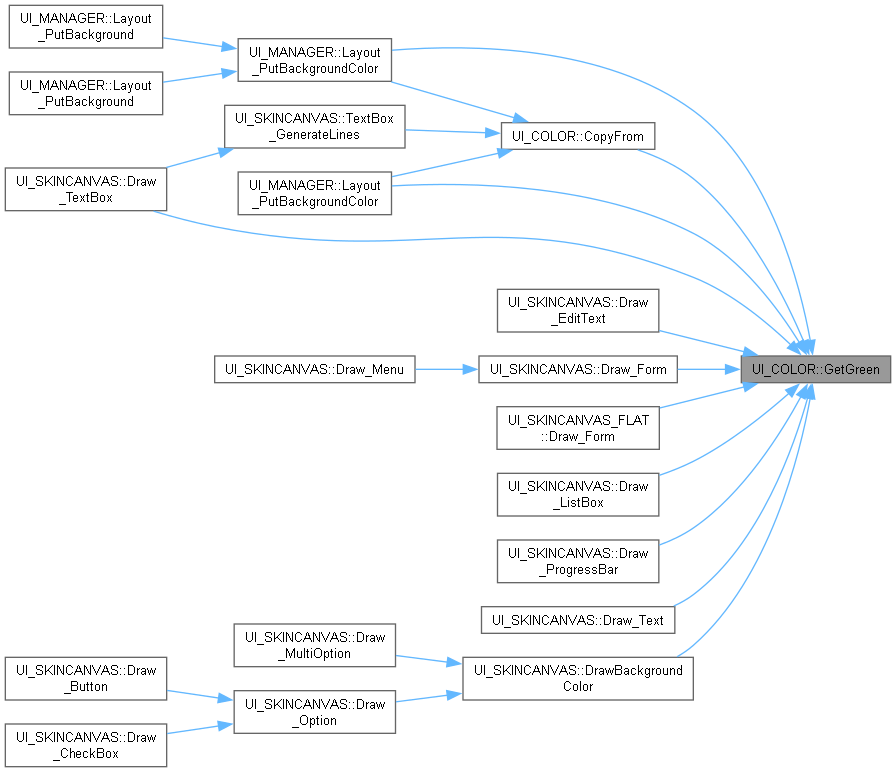 UI_MANAGER::Layout
_PutBackground
UI_MANAGER::Layout
_PutBackgroundColor
UI_MANAGER::Layout
_PutBackground
UI_SKINCANVAS::TextBox
_GenerateLines
UI_COLOR::CopyFrom
UI_SKINCANVAS::Draw
_TextBox
UI_MANAGER::Layout
_PutBackgroundColor
UI_SKINCANVAS::Draw
_EditText
UI_SKINCANVAS::Draw_Menu
UI_SKINCANVAS::Draw_Form
UI_COLOR::GetGreen
UI_SKINCANVAS_FLAT
::Draw_Form
UI_SKINCANVAS::Draw
_ListBox
UI_SKINCANVAS::Draw
_ProgressBar
UI_SKINCANVAS::Draw_Text
UI_SKINCANVAS::Draw
_MultiOption
UI_SKINCANVAS::Draw
_Button
UI_SKINCANVAS::DrawBackground
Color
UI_SKINCANVAS::Draw
_Option
UI_SKINCANVAS::Draw
_CheckBox